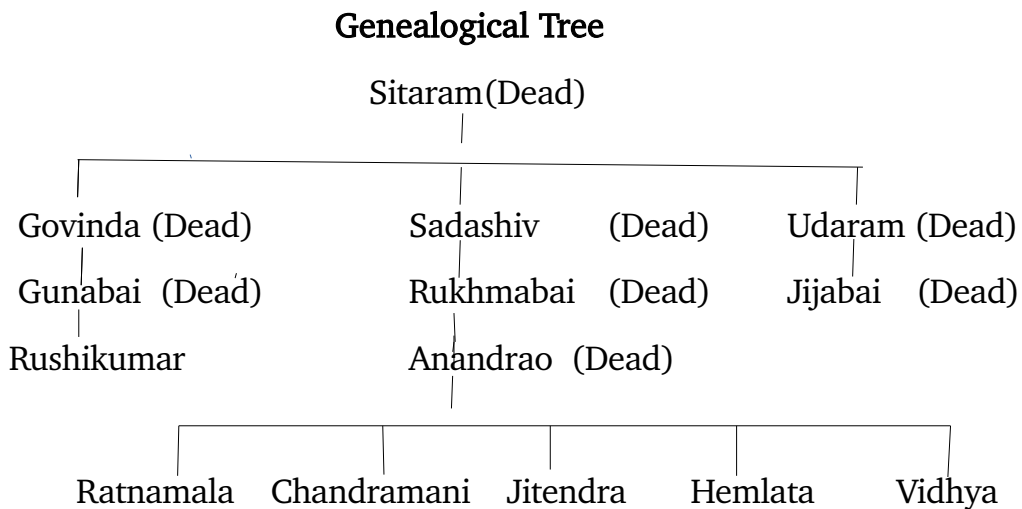 Genealogical Tree
Sitaram(Dead)
Govinda (Dead) Sadashiv (Dead) Udaram (Dead)
Gunabai (Dead) Rukhmabai (Dead) Jijabai (Dead)
Rushikumar Anandrao (Dead)
Ratnamala Chandramani Jitendra Hemlata Vidhya